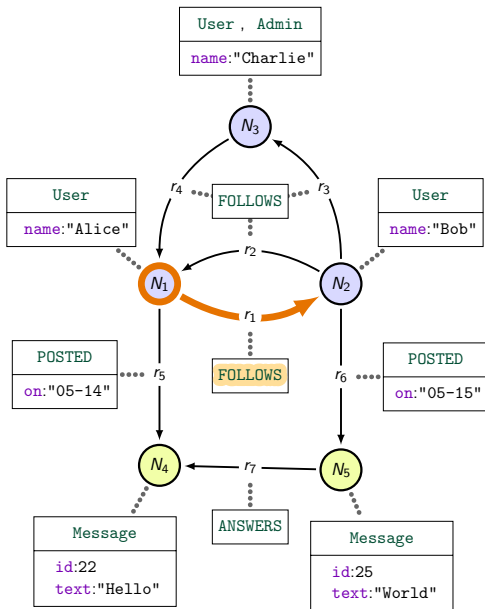 User , Admin
name:"Charlie"
N3
r4
FOLLOWS
r3
User
name:"Alice"
User
name:"Bob"
r2
N1
N2
r1
POSTED
on:"05-14"
r5
FOLLOWS
r6
POSTED
on:"05-15"
N4
r7
N5
Message
id:22
text:"Hello"
ANSWERS
Message
id:25
text:"World"